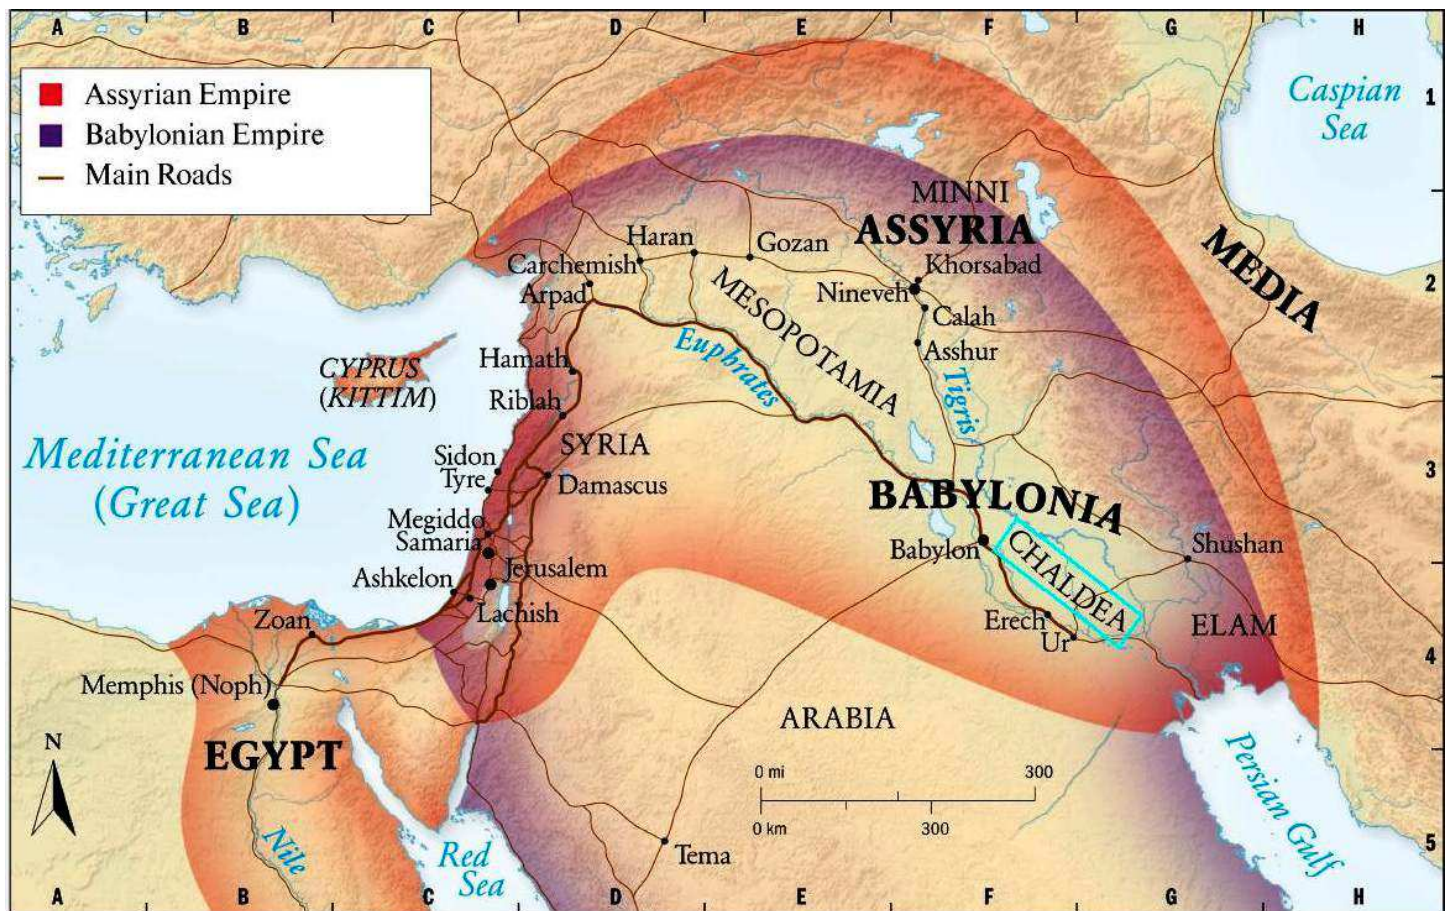 A B C D E F G H
Assyrian Empire
Babylonian Empire
Main Roads
Caspian
Sea
1
MINNI
ASSYRIA
MEDIA
Haran
Gozan
Carchemish
Khorsabad
Arpad
Nineveh
2
MESOPOTAMIA
Calah
Asshur
Euphrates
Tigris
Hamath
CYPRUS
(KITTIM)
Riblah
SYRIA
Mediterranean Sea
(Great Sea)
Sidon
Tyre
Damascus
3
BABYLONIA
Megiddo
Samaria
Babylon
CHALDEA
Shushan
Jerusalem
Ashkelon
Lachish
Zoan
Erech
Ur
ELAM
4
Memphis (Noph)
ARABIA
EGYPT
N
0 mi 300
0 km 300
Persian Gulf
Nile
Red
Sea
Tema
5
A B C D E F G H